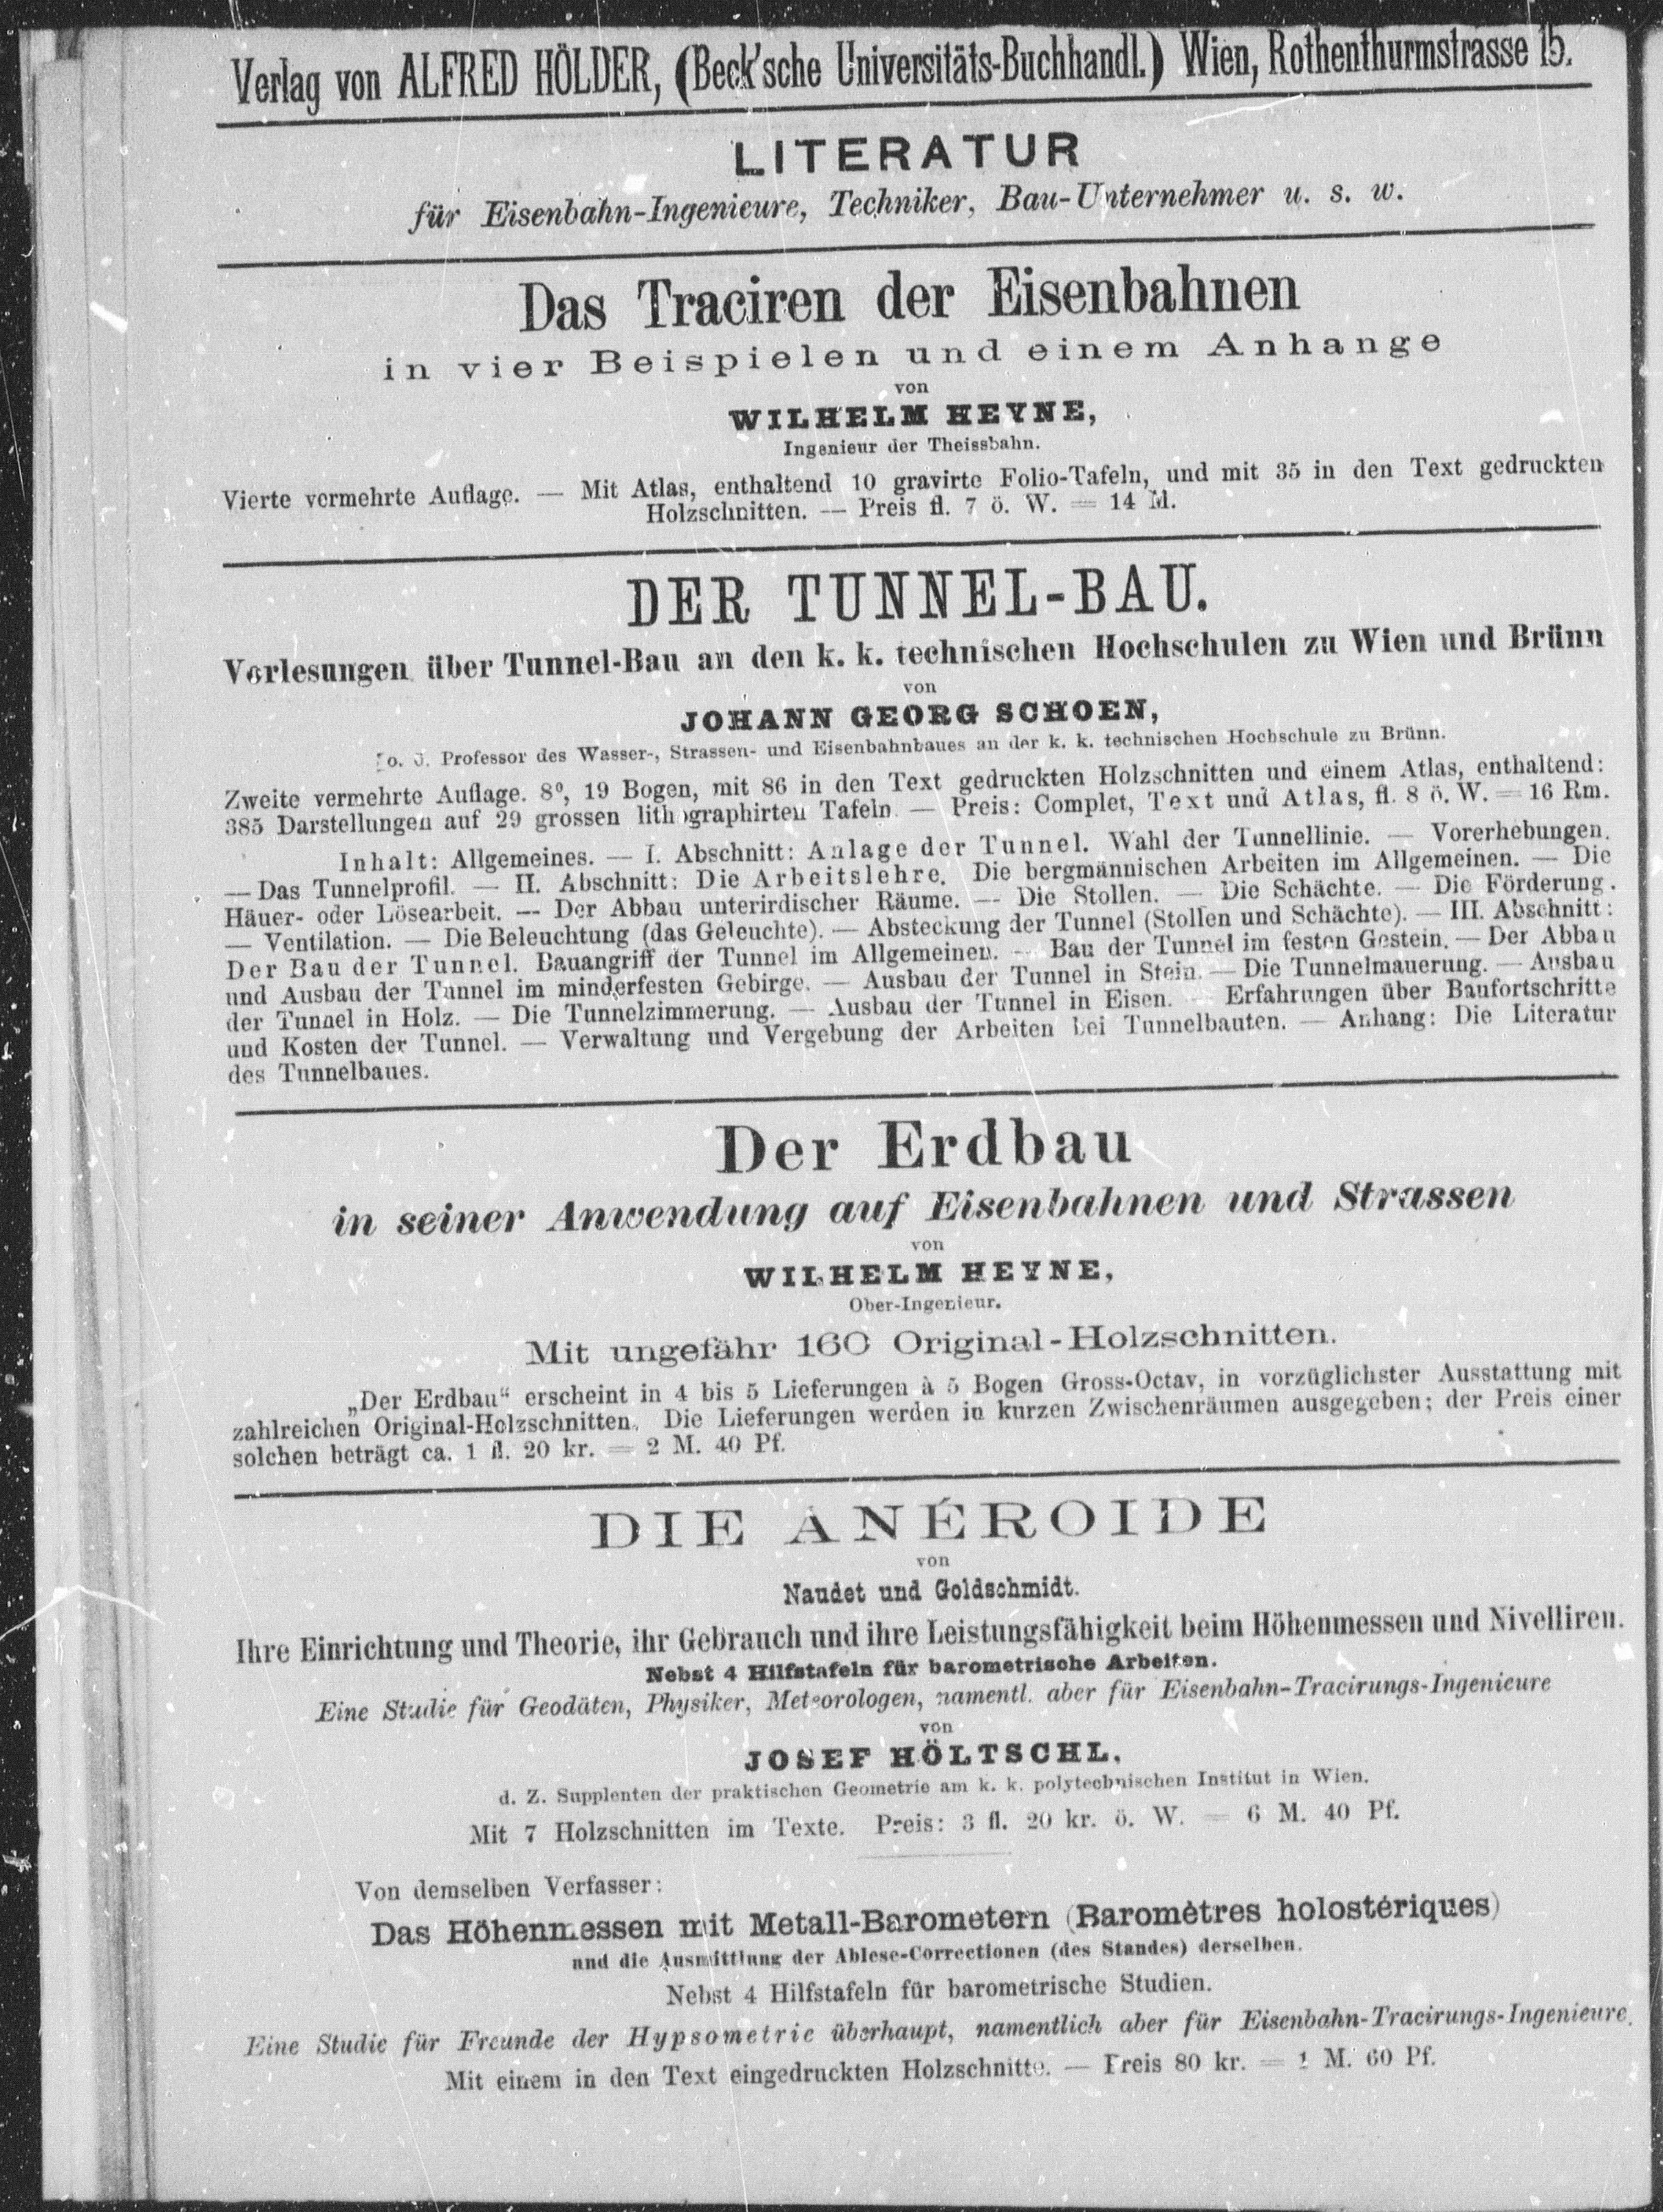 Verlag von ALFRED HÖLDER, (Beck'sche Universitäts-Buchhandl.) Wien, Rothenthurmstrasse 15.
LITERATUR
für Eisenbahn-Ingenieure, Techniker, Bau-Unternehmer u. s. w.
Das Traciren der Eisenbahnen
in vier Beispielen und einem Anhange
von
WILHELM HEYNE,
Ingenieur der Theissbahn.
Vierte vermehrte Auflage. — Mit Atlas, enthaltend 10 gravirte Folio-Tafeln, und mit 35 in den Text gedruckten
Holzschnitten. — Preis fl. 7 ö. W. = 14 M.
DER TUNNEL-BAU.
Vorlesungen über Tunnel-Bau an den k. k. technischen Hochschulen zu Wien und Brünn
von
JOHANN GEORG SCHOEN,
o. ö. Professor des Wasser-, Strassen- und Eisenbahnbaues an der k. k. technischen Hochschule zu Brünn.
Zweite vermehrte Auflage. 8°, 19 Bogen, mit 86 in den Text gedruckten Holzschnitten und einem Atlas, enthaltend:
385 Darstellungen auf 29 grossen lithographirten Tafeln. — Preis: Complet, Text und Atlas, fl. 8 ö. W. = 16 Rm.
Inhalt: Allgemeines. — I. Abschnitt: Anlage der Tunnel. Wahl der Tunnellinie. — Vorerhebungen.
— Das Tunnelprofil. — II. Abschnitt: Die Arbeitslehre. Die bergmännischen Arbeiten im Allgemeinen. — Die
Häuer- oder Lösearbeit. — Der Abbau unterirdischer Räume. — Die Stollen. — Die Schächte. — Die Förderung.
— Ventilation. — Die Beleuchtung (das Geleuchte). — Absteckung der Tunnel (Stollen und Schächte). — III. Abschnitt:
Der Bau der Tunnel. Bauangriff der Tunnel im Allgemeinen. — Bau der Tunnel im festen Gestein. — Der Abbau
und Ausbau der Tunnel im minderfesten Gebirge. — Ausbau der Tunnel in Stein. — Die Tunnelmauerung. — Ausbau
der Tunnel in Holz. — Die Tunnelzimmerung. — Ausbau der Tunnel in Eisen. — Erfahrungen über Baufortschritte
und Kosten der Tunnel. — Verwaltung und Vergebung der Arbeiten bei Tunnelbauten. — Anhang: Die Literatur
des Tunnelbaues.
Der Erdbau
in seiner Anwendung auf Eisenbahnen und Strassen
von
WILHELM HEYNE,
Ober-Ingenieur.
Mit ungefähr 160 Original-Holzschnitten.
„Der Erdbau“ erscheint in 4 bis 5 Lieferungen à 5 Bogen Gross-Octav, in vorzüglichster Ausstattung mit
zahlreichen Original-Holzschnitten. Die Lieferungen werden in kurzen Zwischenräumen ausgegeben; der Preis einer
solchen beträgt ca. 1 fl. 20 kr. = 2 M. 40 Pf.
DIE ANÉROIDE
von
Naudet und Goldschmidt.
Ihre Einrichtung und Theorie, ihr Gebrauch und ihre Leistungsfähigkeit beim Höhenmessen und Nivelliren.
Nebst 4 Hilfstafeln für barometrische Arbeiten.
Eine Studie für Geodäten, Physiker, Meteorologen, namentl. aber für Eisenbahn-Tracirungs-Ingenieure
von
JOSEF HÖLTSCHL,
d. Z. Supplenten der praktischen Geometrie am k. k. polytechnischen Institut in Wien.
Mit 7 Holzschnitten im Texte. Preis: 3 fl. 20 kr. ö. W. = 6 M. 40 Pf.
Von demselben Verfasser:
Das Höhenmessen mit Metall-Barometern (Baromètres holostériques)
und die Ausmittlung der Ablese-Correctionen (des Standes) derselben.
Nebst 4 Hilfstafeln für barometrische Studien.
Eine Studie für Freunde der Hypsometrie überhaupt, namentlich aber für Eisenbahn-Tracirungs-Ingenieure.
Mit einem in den Text eingedruckten Holzschnitte. — Preis 80 kr. = 1 M. 60 Pf.